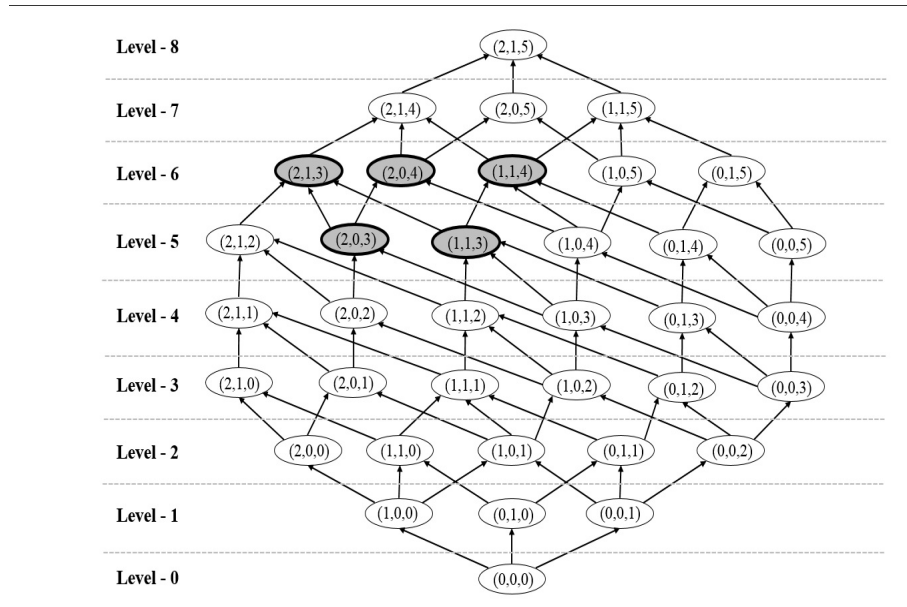 Level - 8 (2,1,5)
Level - 7 (2,1,4) (2,0,5) (1,1,5)
Level - 6 (2,1,3) (2,0,4) (1,1,4) (1,0,5) (0,1,5)
Level - 5 (2,1,2) (2,0,3) (1,1,3) (1,0,4) (0,1,4) (0,0,5)
Level - 4 (2,1,1) (2,0,2) (1,1,2) (1,0,3) (0,1,3) (0,0,4)
Level - 3 (2,1,0) (2,0,1) (1,1,1) (1,0,2) (0,1,2) (0,0,3)
Level - 2 (2,0,0) (1,1,0) (1,0,1) (0,1,1) (0,0,2)
Level - 1 (1,0,0) (0,1,0) (0,0,1)
Level - 0 (0,0,0)